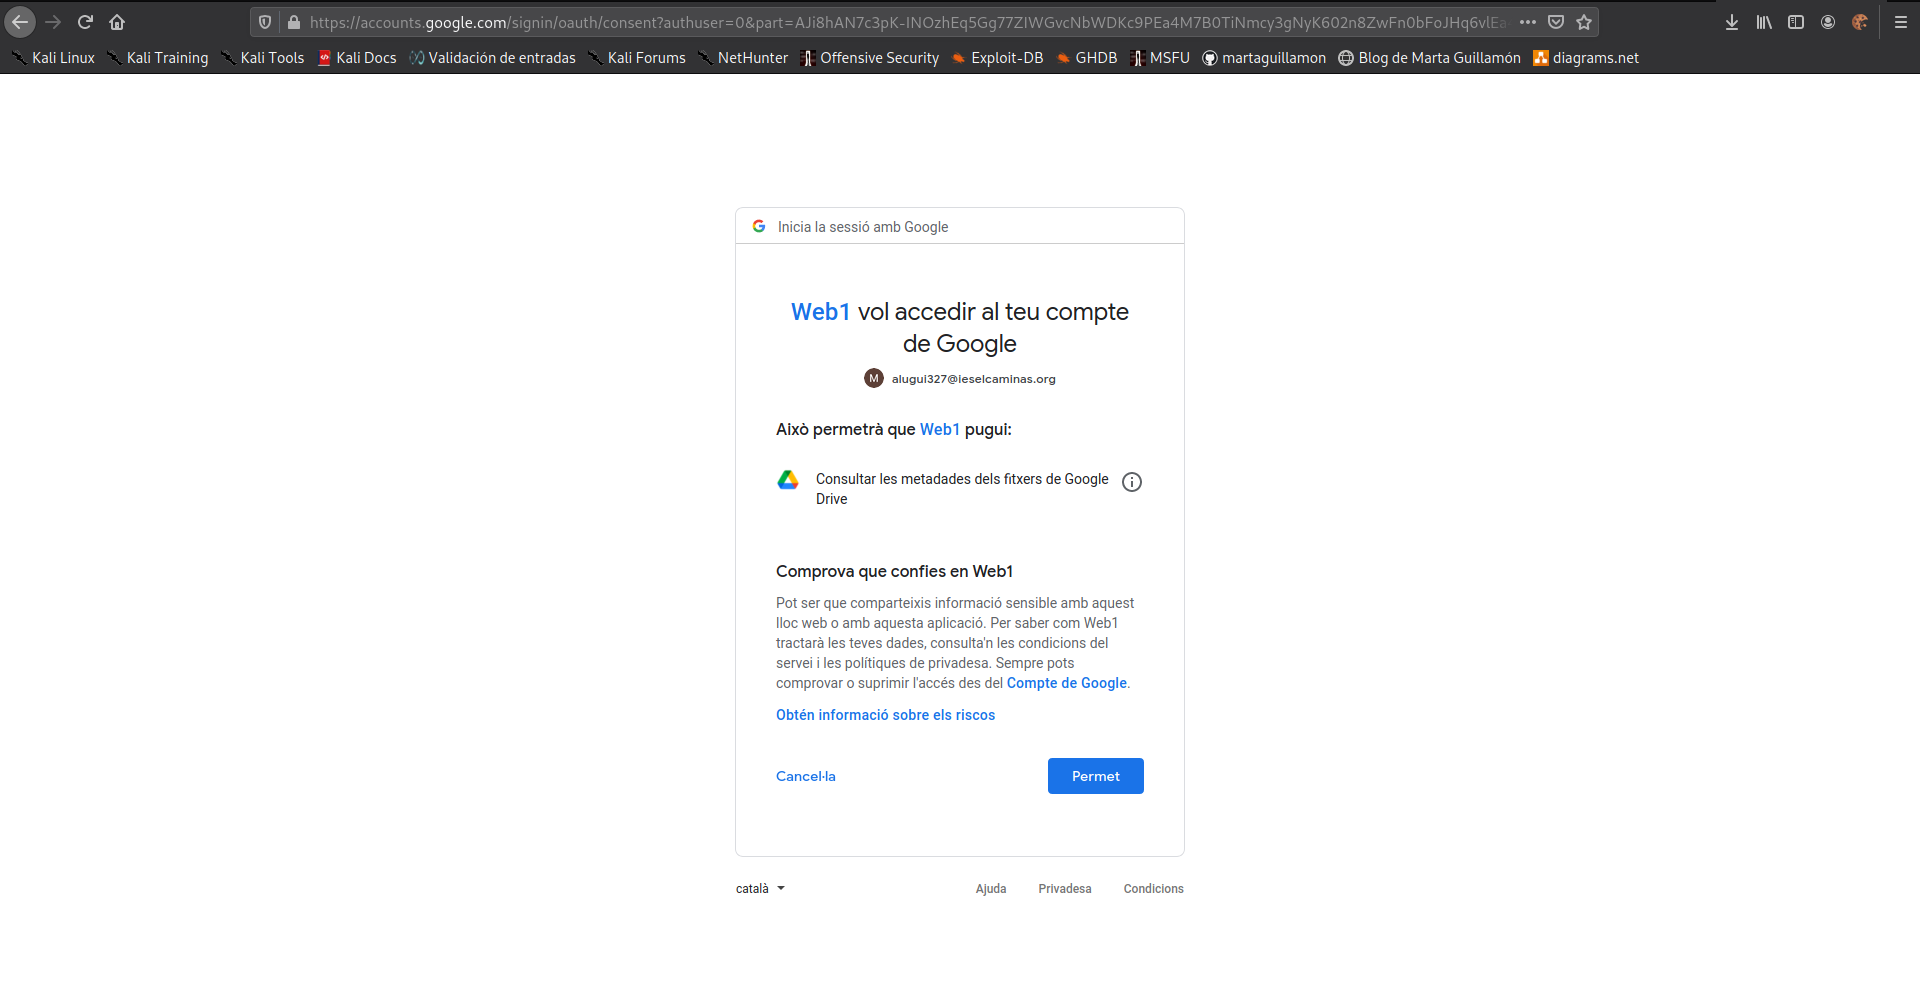 https://accounts.google.com/signin/oauth/consent?authuser=0&part=AJi8hAN7c3pK-INOzhEq5Gg77ZIWGvcNbWDKc9PEa4M7B0TiNmcy3gNyK602n8ZwFn0bFoJHq6vlEa
Kali Linux Kali Training Kali Tools Kali Docs Validación de entradas Kali Forums NetHunter Offensive Security Exploit-DB GHDB MSFU martaguillamon Blog de Marta Guillamón diagrams.net
Inicia la sessió amb Google
Web1 vol accedir al teu compte
de Google
M alugui327@ieselcaminas.org
Això permetrà que Web1 pugui:
Consultar les metadades dels fitxers de Google
Drive
Comprova que confies en Web1
Pot ser que comparteixis informació sensible amb aquest
lloc web o amb aquesta aplicació. Per saber com Web1
tractarà les teves dades, consulta'n les condicions del
servei i les polítiques de privadesa. Sempre pots
comprovar o suprimir l'accés des del Compte de Google.
Obtén informació sobre els riscos
Cancel·la Permet
català Ajuda Privadesa Condicions